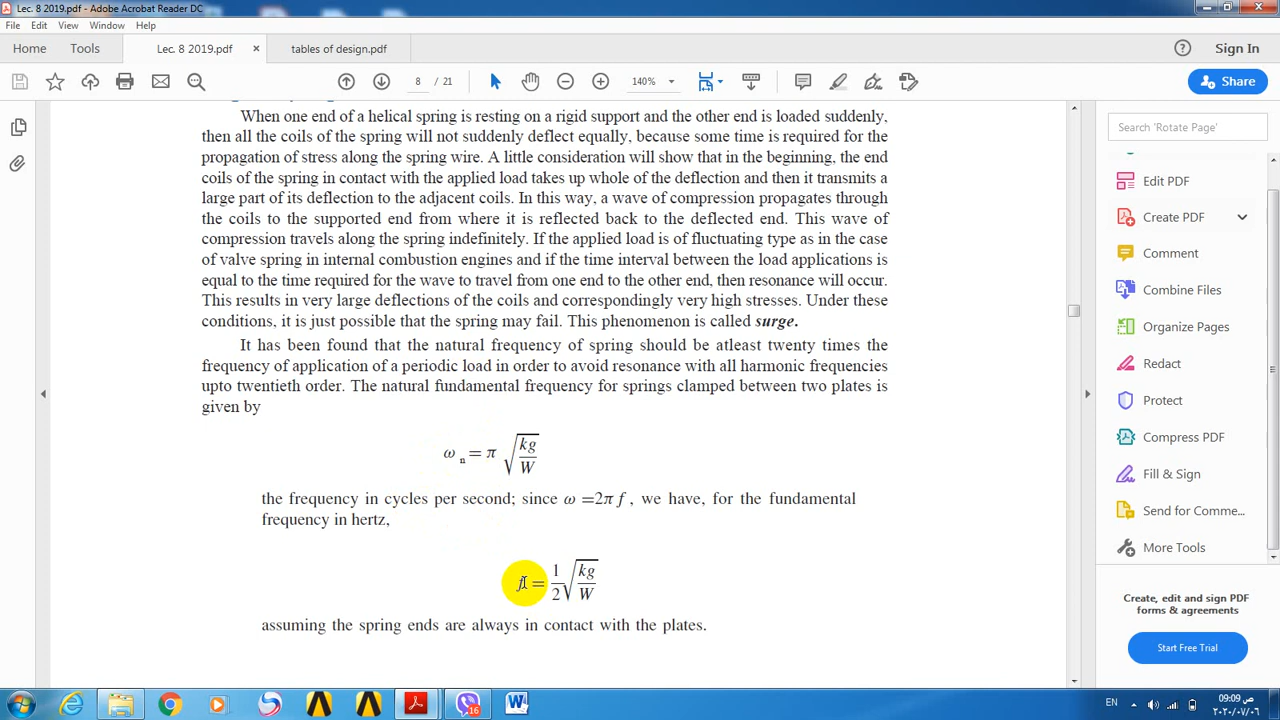 Lec. 8 2019.pdf - Adobe Acrobat Reader DC
File Edit View Window Help
Home Tools Lec. 8 2019.pdf × tables of design.pdf Sign In
8 / 21 140% Share
When one end of a helical spring is resting on a rigid support and the other end is loaded suddenly,
then all the coils of the spring will not suddenly deflect equally, because some time is required for the
propagation of stress along the spring wire. A little consideration will show that in the beginning, the end
coils of the spring in contact with the applied load takes up whole of the deflection and then it transmits a
large part of its deflection to the adjacent coils. In this way, a wave of compression propagates through
the coils to the supported end from where it is reflected back to the deflected end. This wave of
compression travels along the spring indefinitely. If the applied load is of fluctuating type as in the case
of valve spring in internal combustion engines and if the time interval between the load applications is
equal to the time required for the wave to travel from one end to the other end, then resonance will occur.
This results in very large deflections of the coils and correspondingly very high stresses. Under these
conditions, it is just possible that the spring may fail. This phenomenon is called surge.
It has been found that the natural frequency of spring should be atleast twenty times the
frequency of application of a periodic load in order to avoid resonance with all harmonic frequencies
upto twentieth order. The natural fundamental frequency for springs clamped between two plates is
given by
ω n = π √(kg/W)
the frequency in cycles per second; since ω =2π f , we have, for the fundamental
frequency in hertz,
f = 1/2 √(kg/W)
assuming the spring ends are always in contact with the plates.
Search 'Rotate Page'
Edit PDF
Create PDF
Comment
Combine Files
Organize Pages
Redact
Protect
Compress PDF
Fill & Sign
Send for Comme...
More Tools
Create, edit and sign PDF
forms & agreements
Start Free Trial
16
EN
09:09 ص
٢٠٢٠/٠٧/٠٦